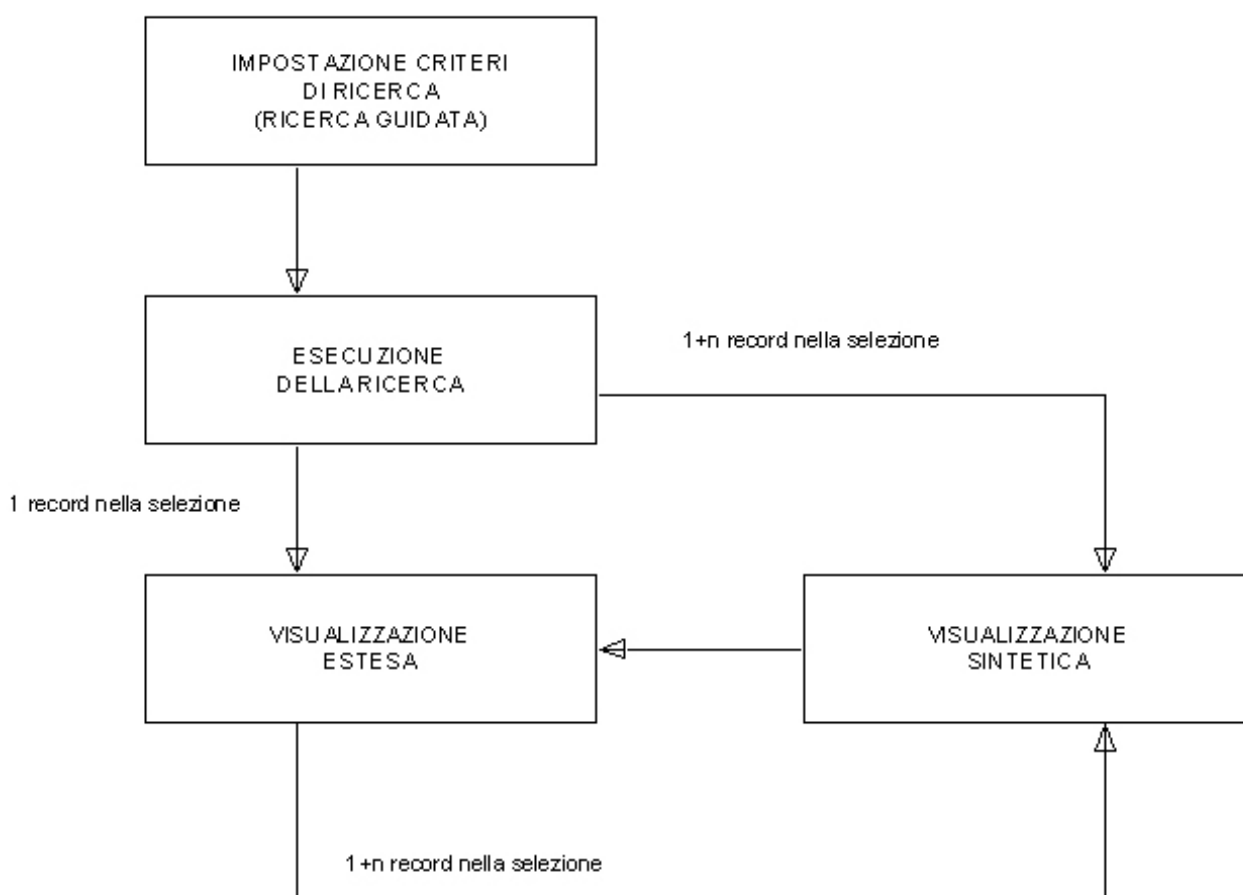 IMPOSTAZIONE CRITERI
DI RICERCA
(RICERCA GUIDATA)
ESECUZIONE
DELLA RICERCA
1+n record nella selezione
1 record nella selezione
VISUALIZZAZIONE
ESTESA
VISUALIZZAZIONE
SINTETICA
1+n record nella selezione